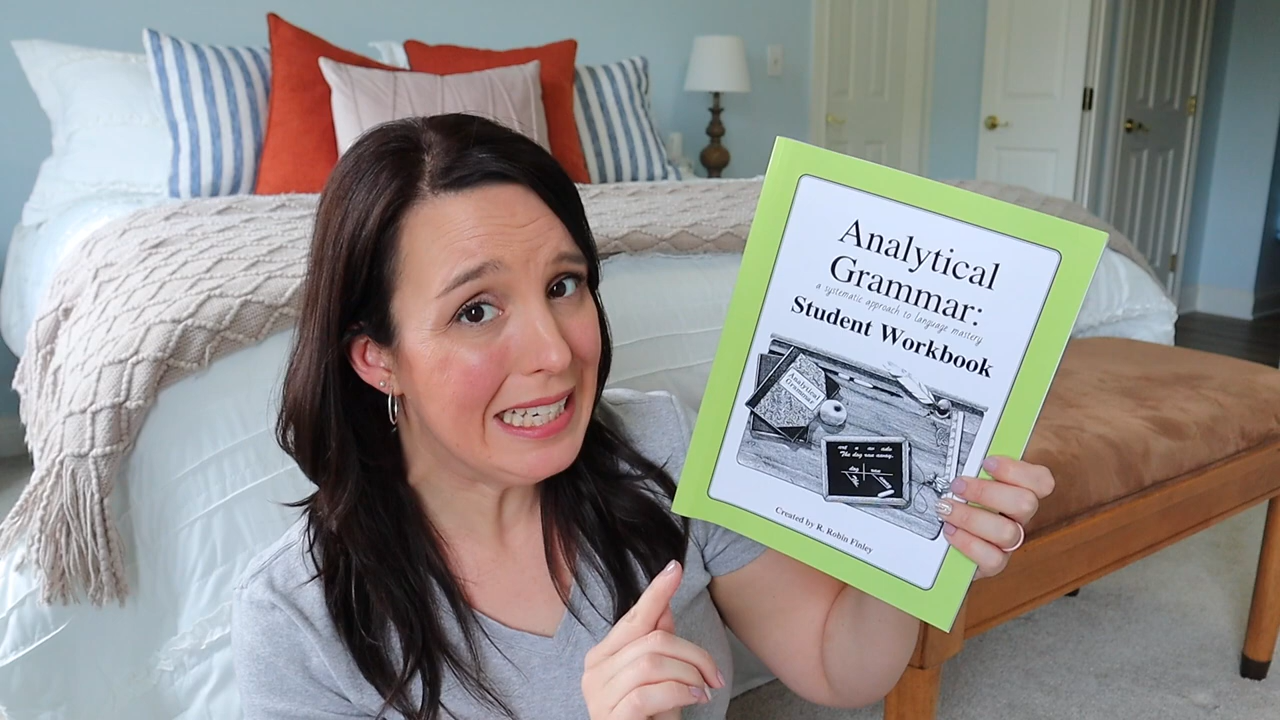 Analytical
Grammar:
a systematic approach to language mastery
Student Workbook
Analytical
Grammar
The dog ran away.
dog
Created by R. Robin Finley